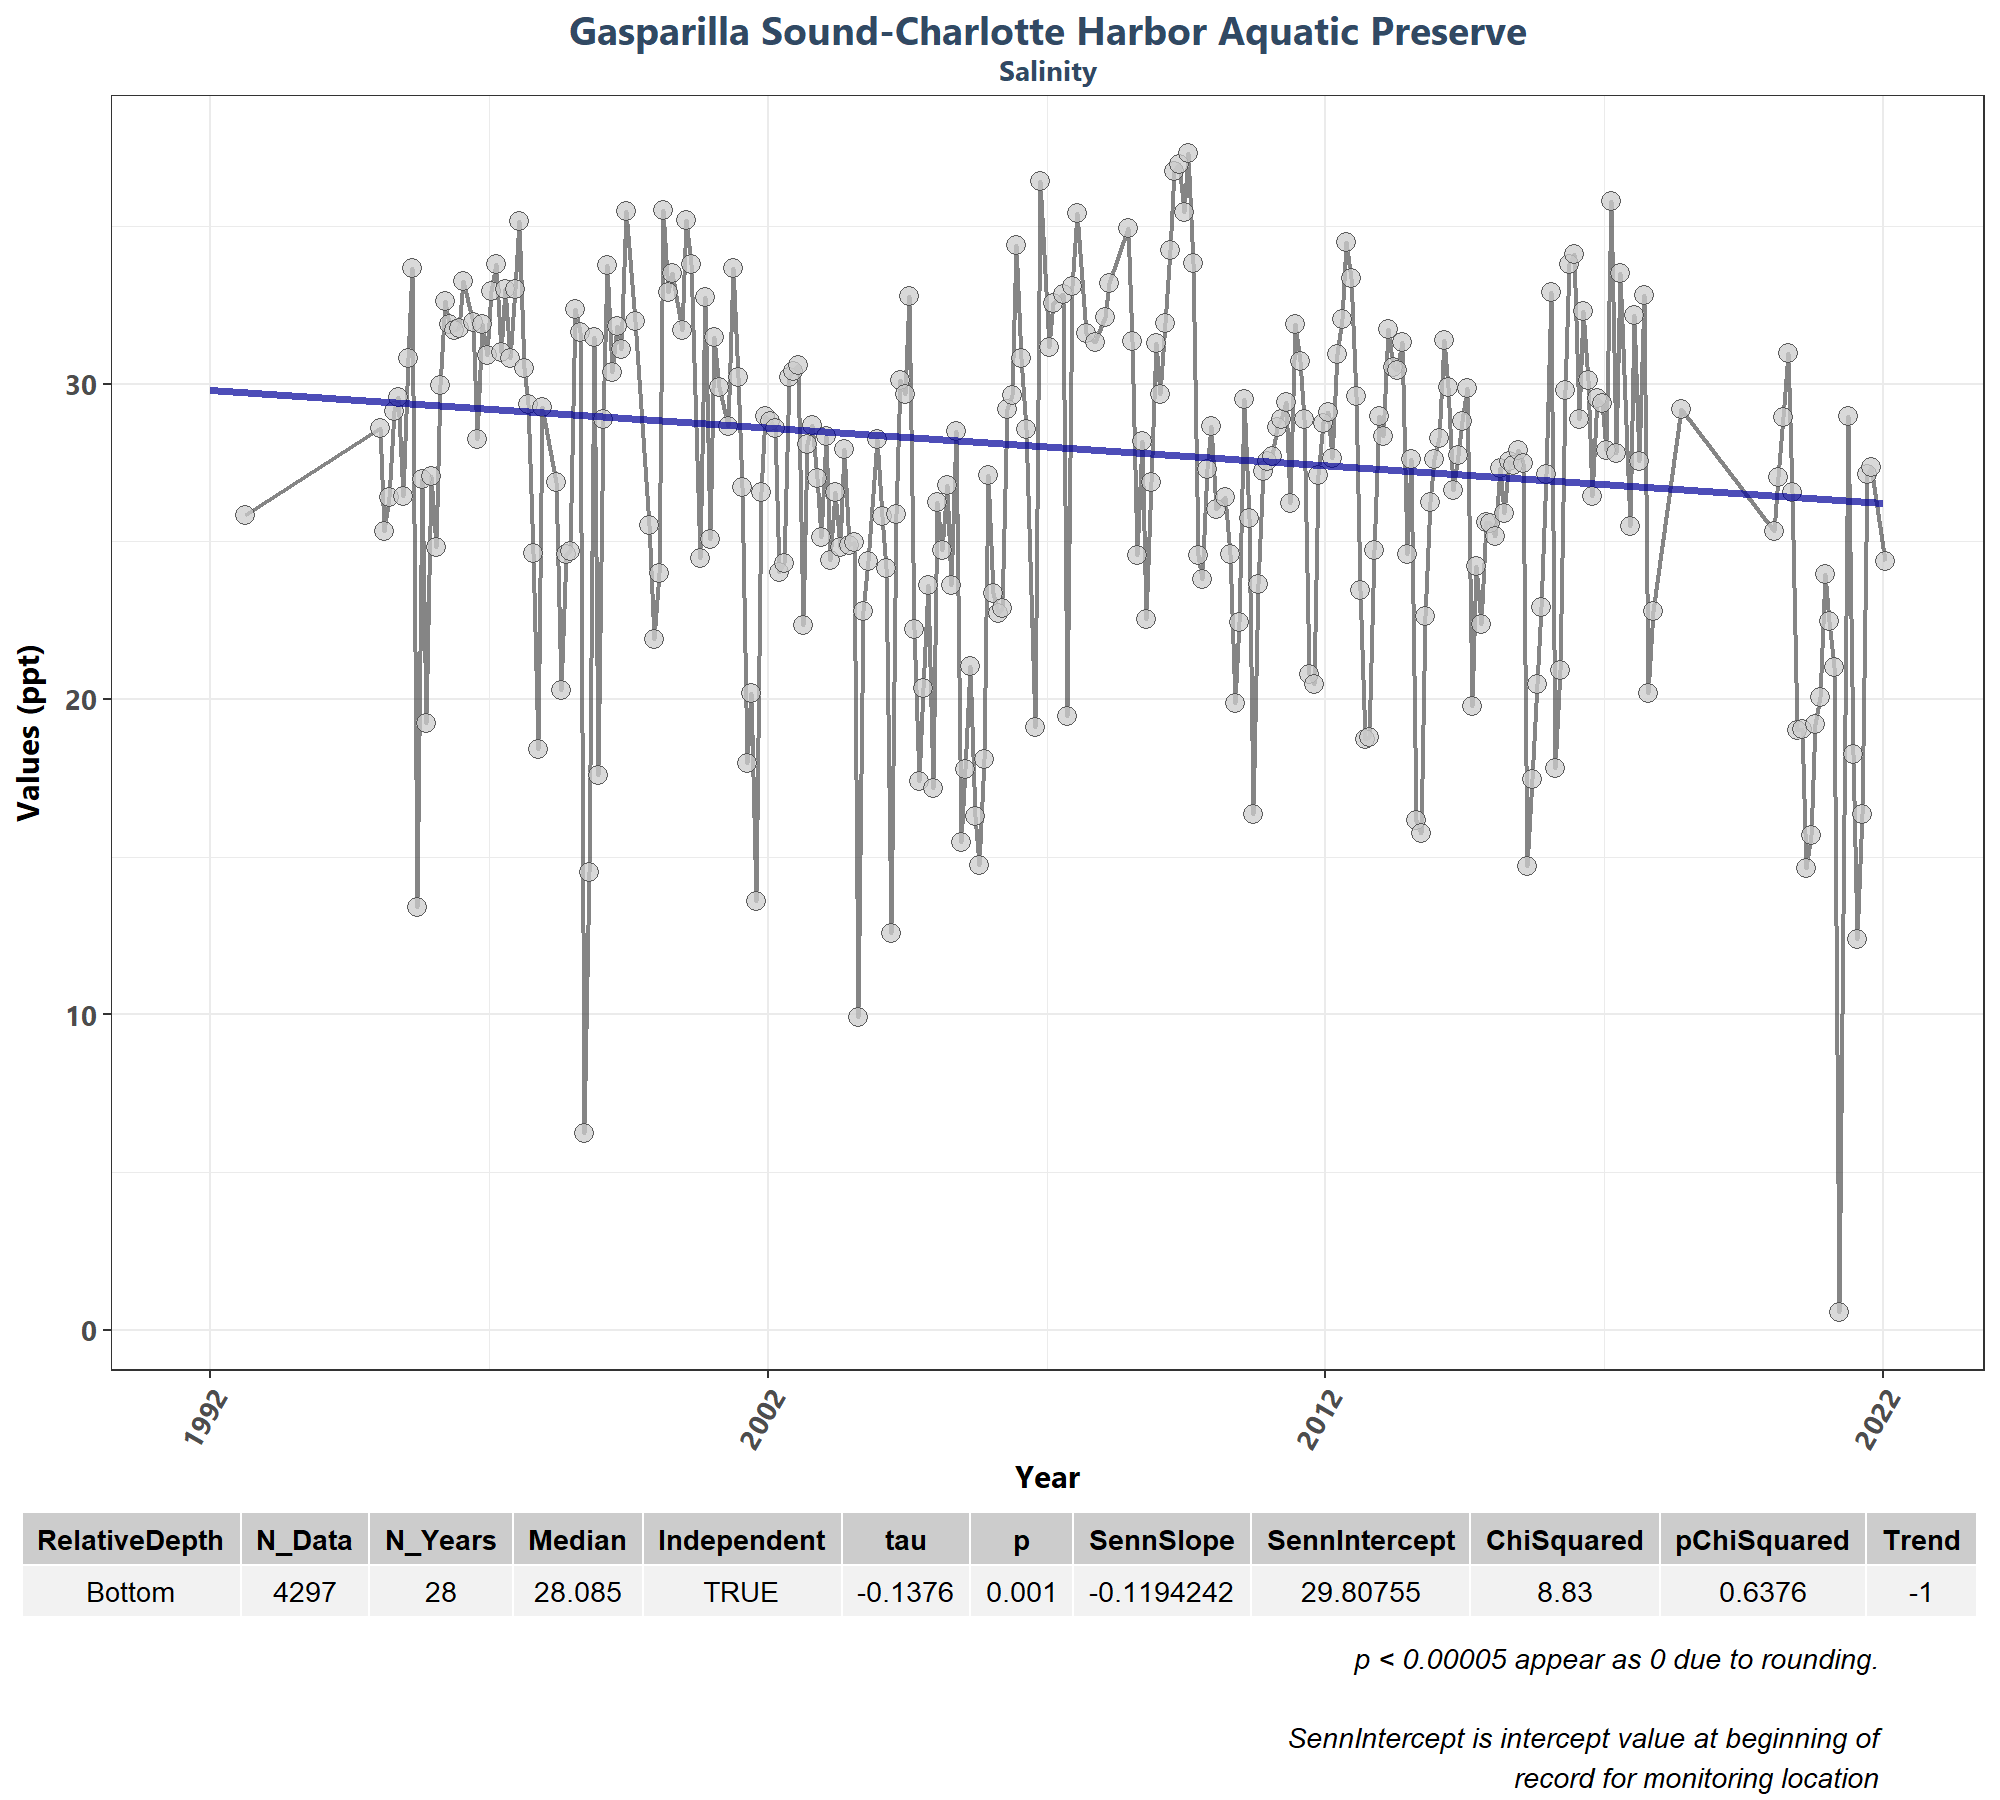 Gasparilla Sound-Charlotte Harbor Aquatic Preserve
Salinity
Values (ppt)
30
20
10
0
1992
2002
2012
2022
Year
RelativeDepth N_Data N_Years Median Independent tau p SennSlope SennIntercept ChiSquared pChiSquared Trend
Bottom 4297 28 28.085 TRUE -0.1376 0.001 -0.1194242 29.80755 8.83 0.6376 -1
p < 0.00005 appear as 0 due to rounding.
SennIntercept is intercept value at beginning of
record for monitoring location